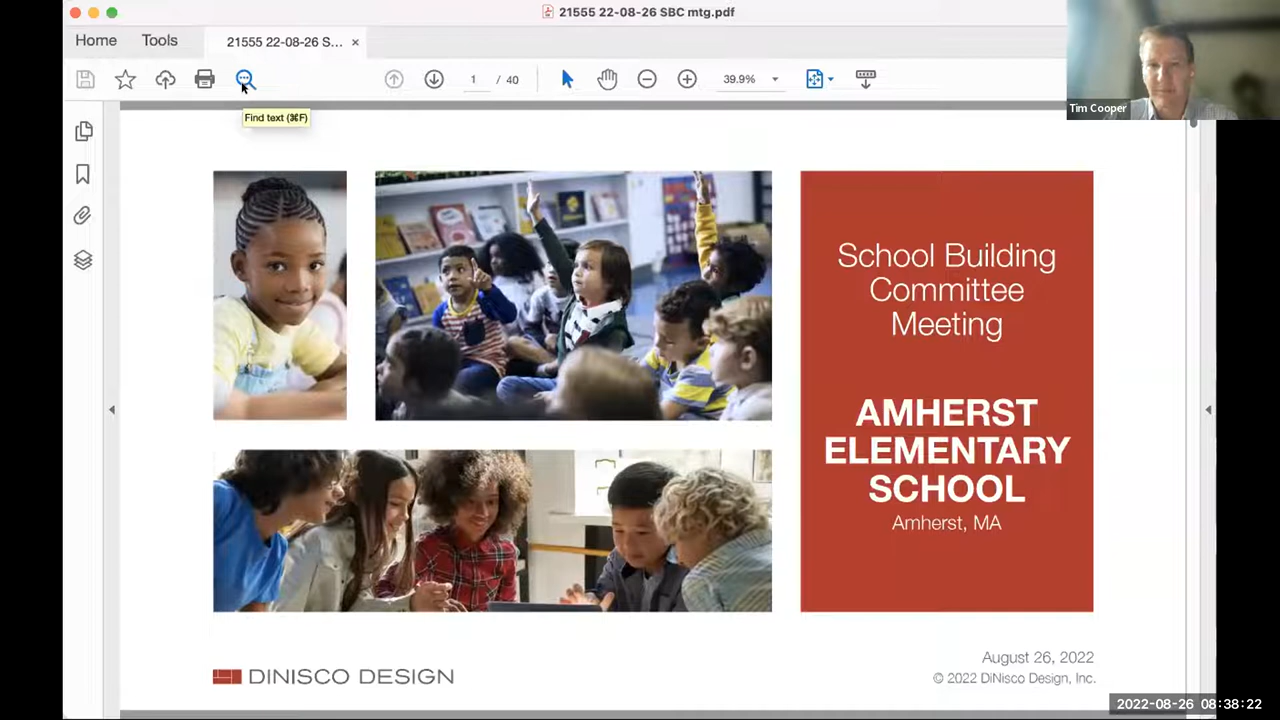 21555 22-08-26 SBC mtg.pdf
Home
Tools
21555 22-08-26 S...
1 / 40
39.9%
Find text (⌘F)
Tim Cooper
School Building
Committee
Meeting
AMHERST
ELEMENTARY
SCHOOL
Amherst, MA
DINISCO DESIGN
August 26, 2022
© 2022 DiNisco Design, Inc.
2022-08-26 08:38:22